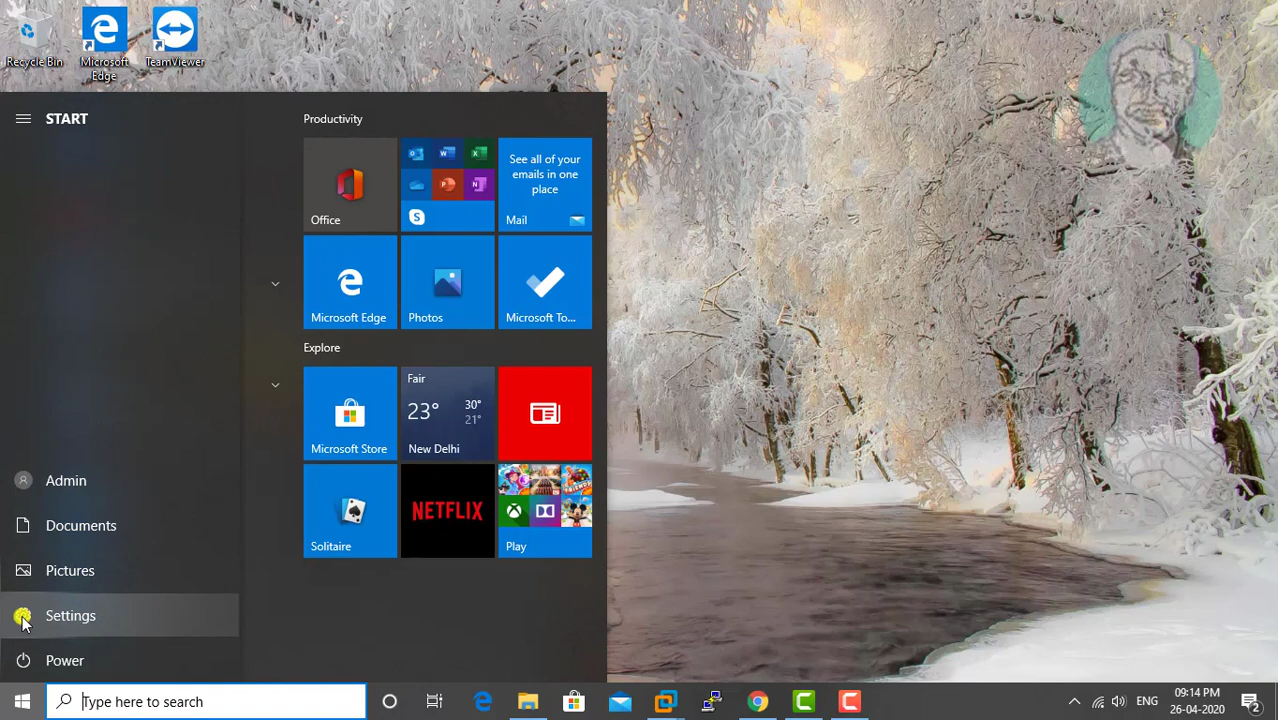 Recycle Bin
Microsoft
Edge
TeamViewer
START
Productivity
Office
See all of your
emails in one
place
Mail
Microsoft Edge
Photos
Microsoft To...
Explore
Microsoft Store
Fair
23°
30°
21°
New Delhi
Solitaire
NETFLIX
Play
Admin
Documents
Pictures
Settings
Power
Type here to search
ENG
09:14 PM
26-04-2020
2